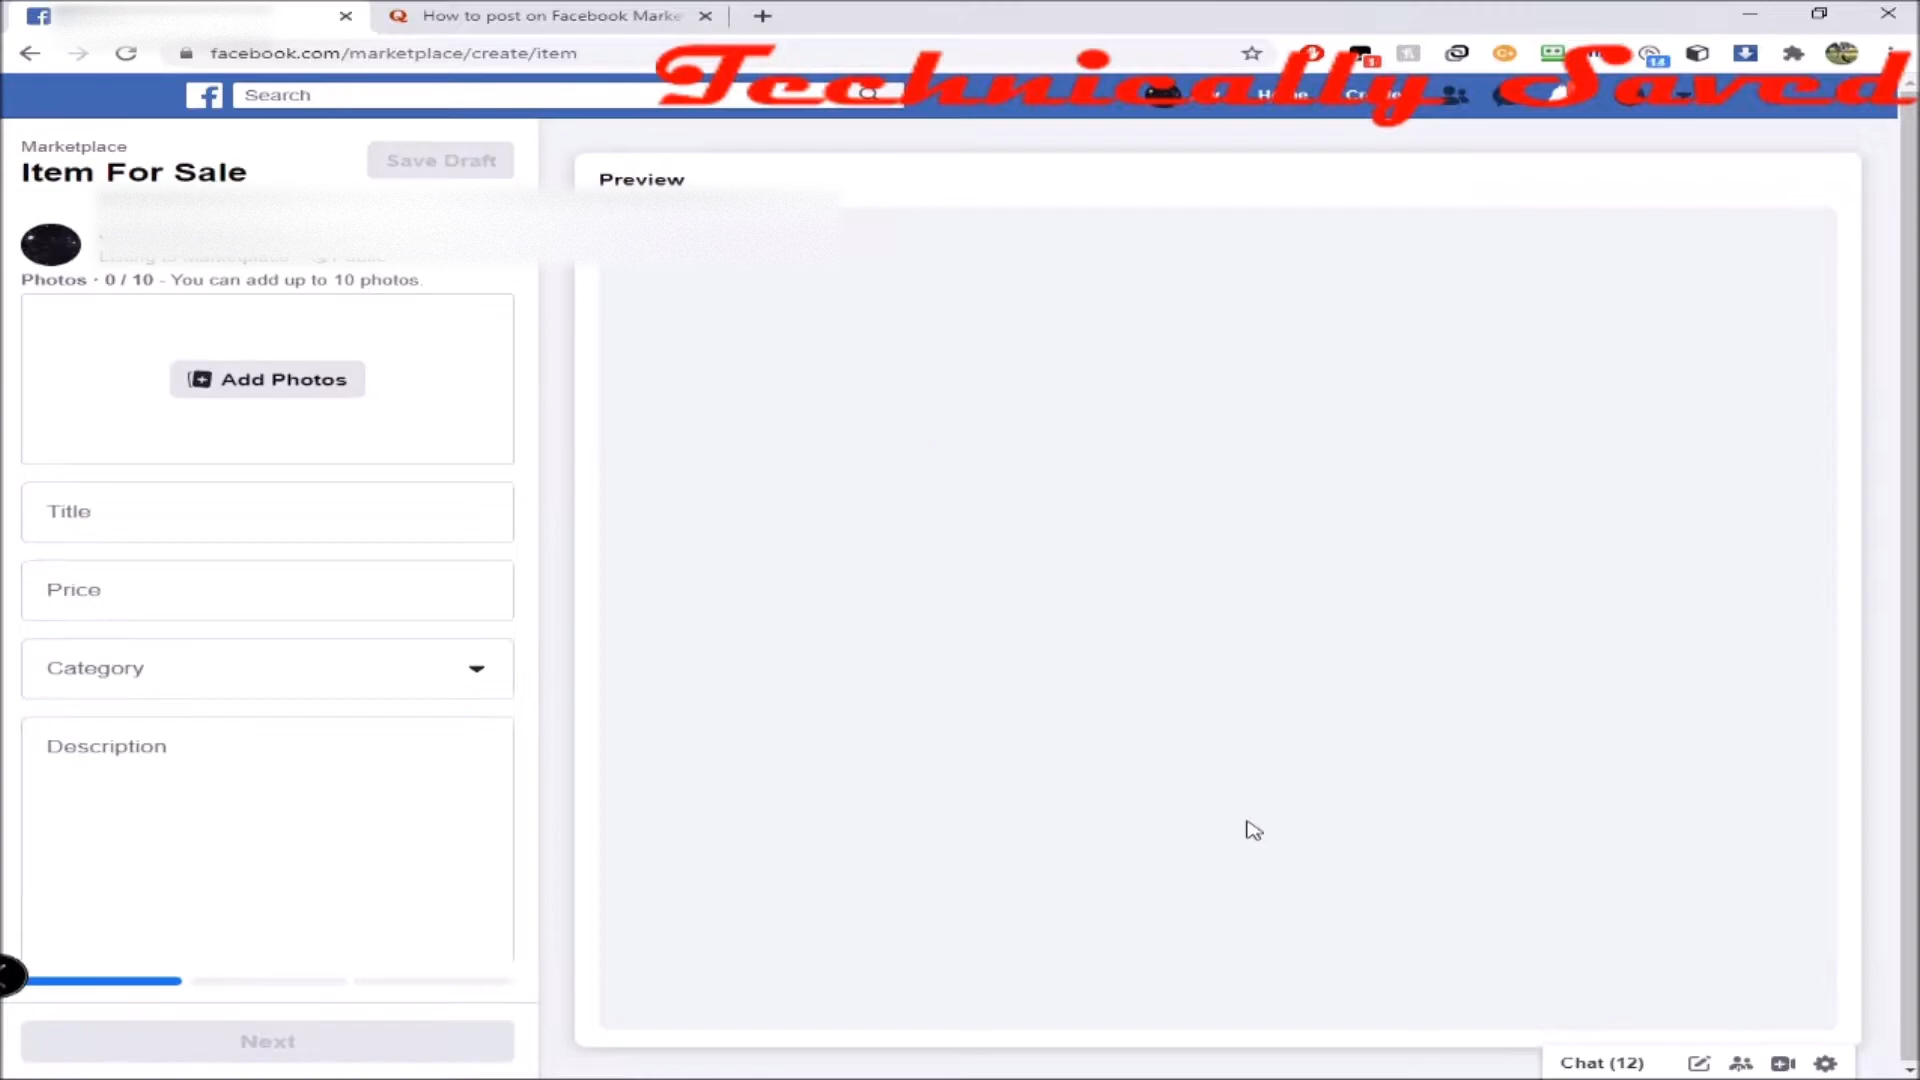 How to post on Facebook Marke
facebook.com/marketplace/create/item
Technically Saved
Search
Home
Marketplace
Item For Sale
Save Draft
Preview
Photos · 0 / 10 - You can add up to 10 photos.
Add Photos
Title
Price
Category
Description
Next
Chat (12)